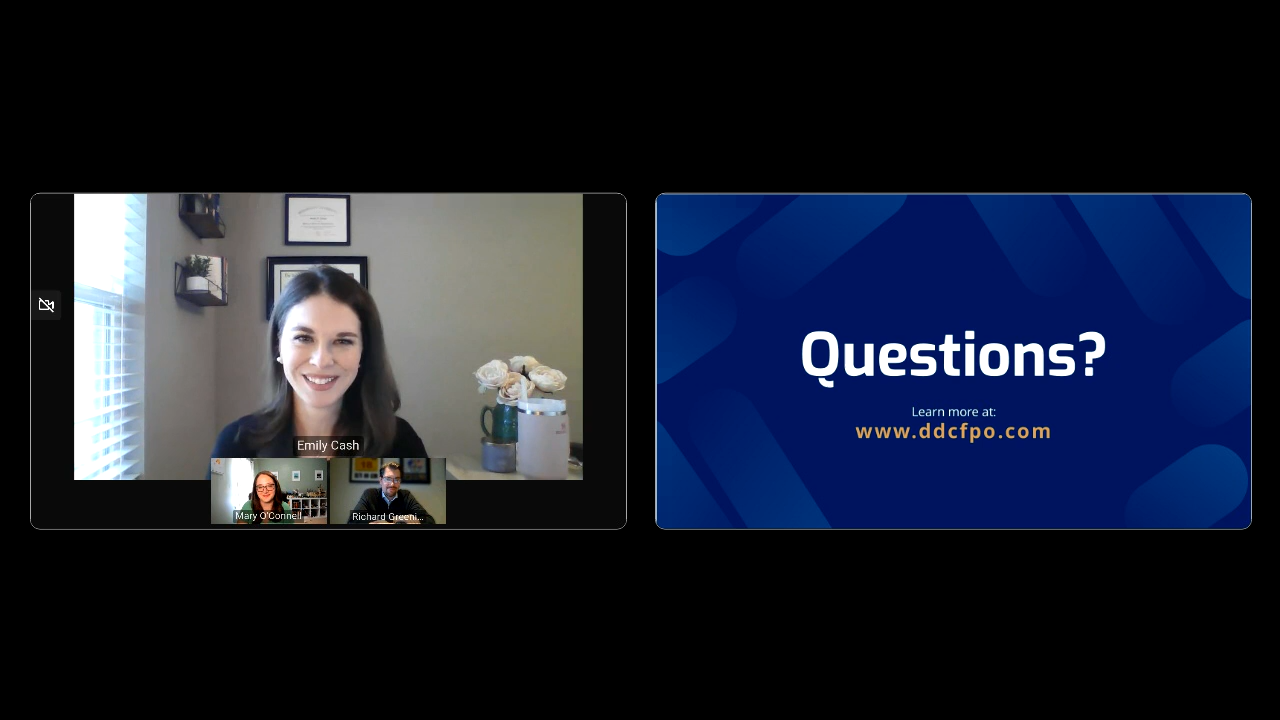 Emily Cash
Mary O'Connell
Richard Greeni...
Questions?
Learn more at:
www.ddcfpo.com